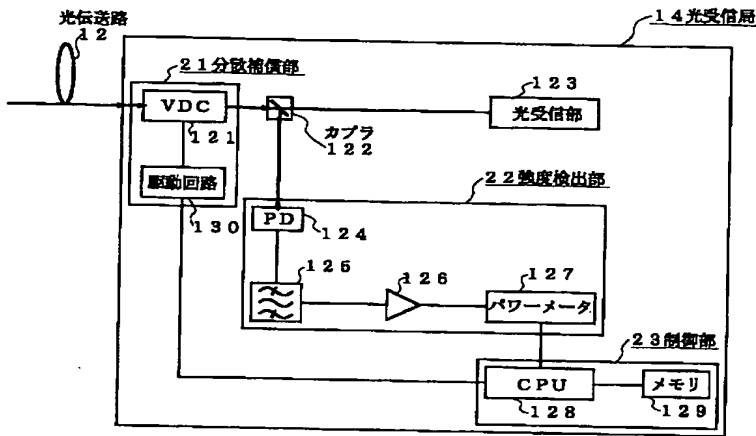 光伝送路
12
14光受信局
21分散補償部
VDC
121
駆動回路
130
カプラ
122
123
光受信部
22強度検出部
PD
124
125
126
127
パワーメータ
23制御部
CPU
128
メモリ
129